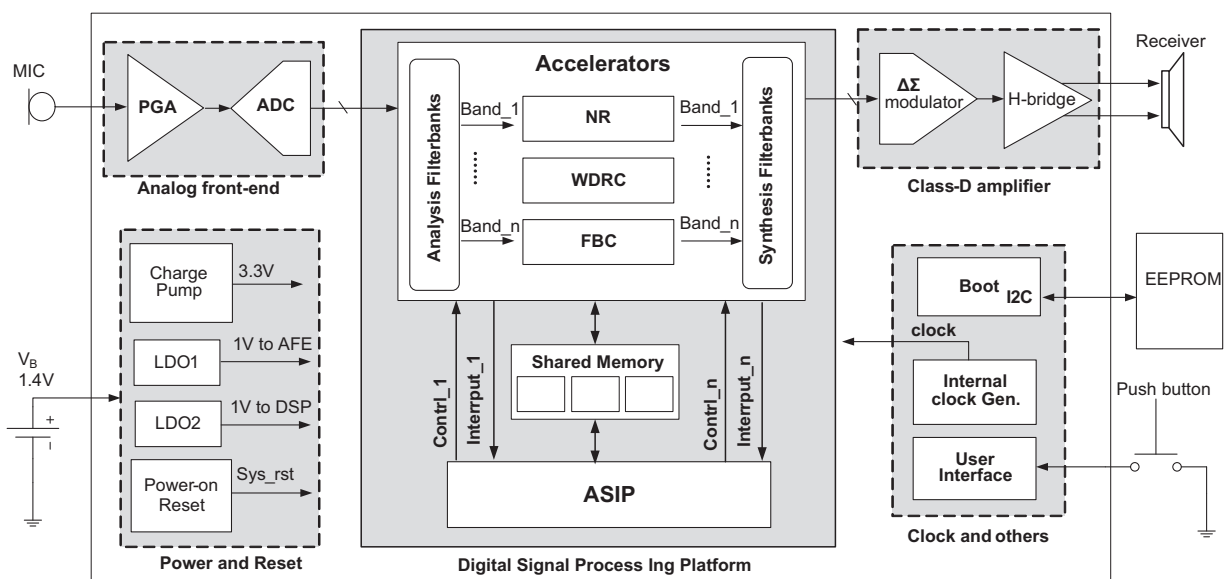 MIC
PGA
ADC
Analog front-end
Accelerators
Analysis Filterbanks
Band_1
NR
Band_1
WDRC
Band_n
FBC
Band_n
Synthesis Filterbanks
ΔΣ
modulator
H-bridge
Class-D amplifier
Receiver
Charge
Pump
3.3V
LDO1
1V to AFE
LDO2
1V to DSP
Power-on
Reset
Sys_rst
Power and Reset
VB
1.4V
+
−
Contrl_1
Interrput_1
Shared Memory
Contrl_n
Interrput_n
ASIP
Digital Signal Process Ing Platform
Boot
I2C
EEPROM
clock
Internal
clock Gen.
User
Interface
Clock and others
Push button